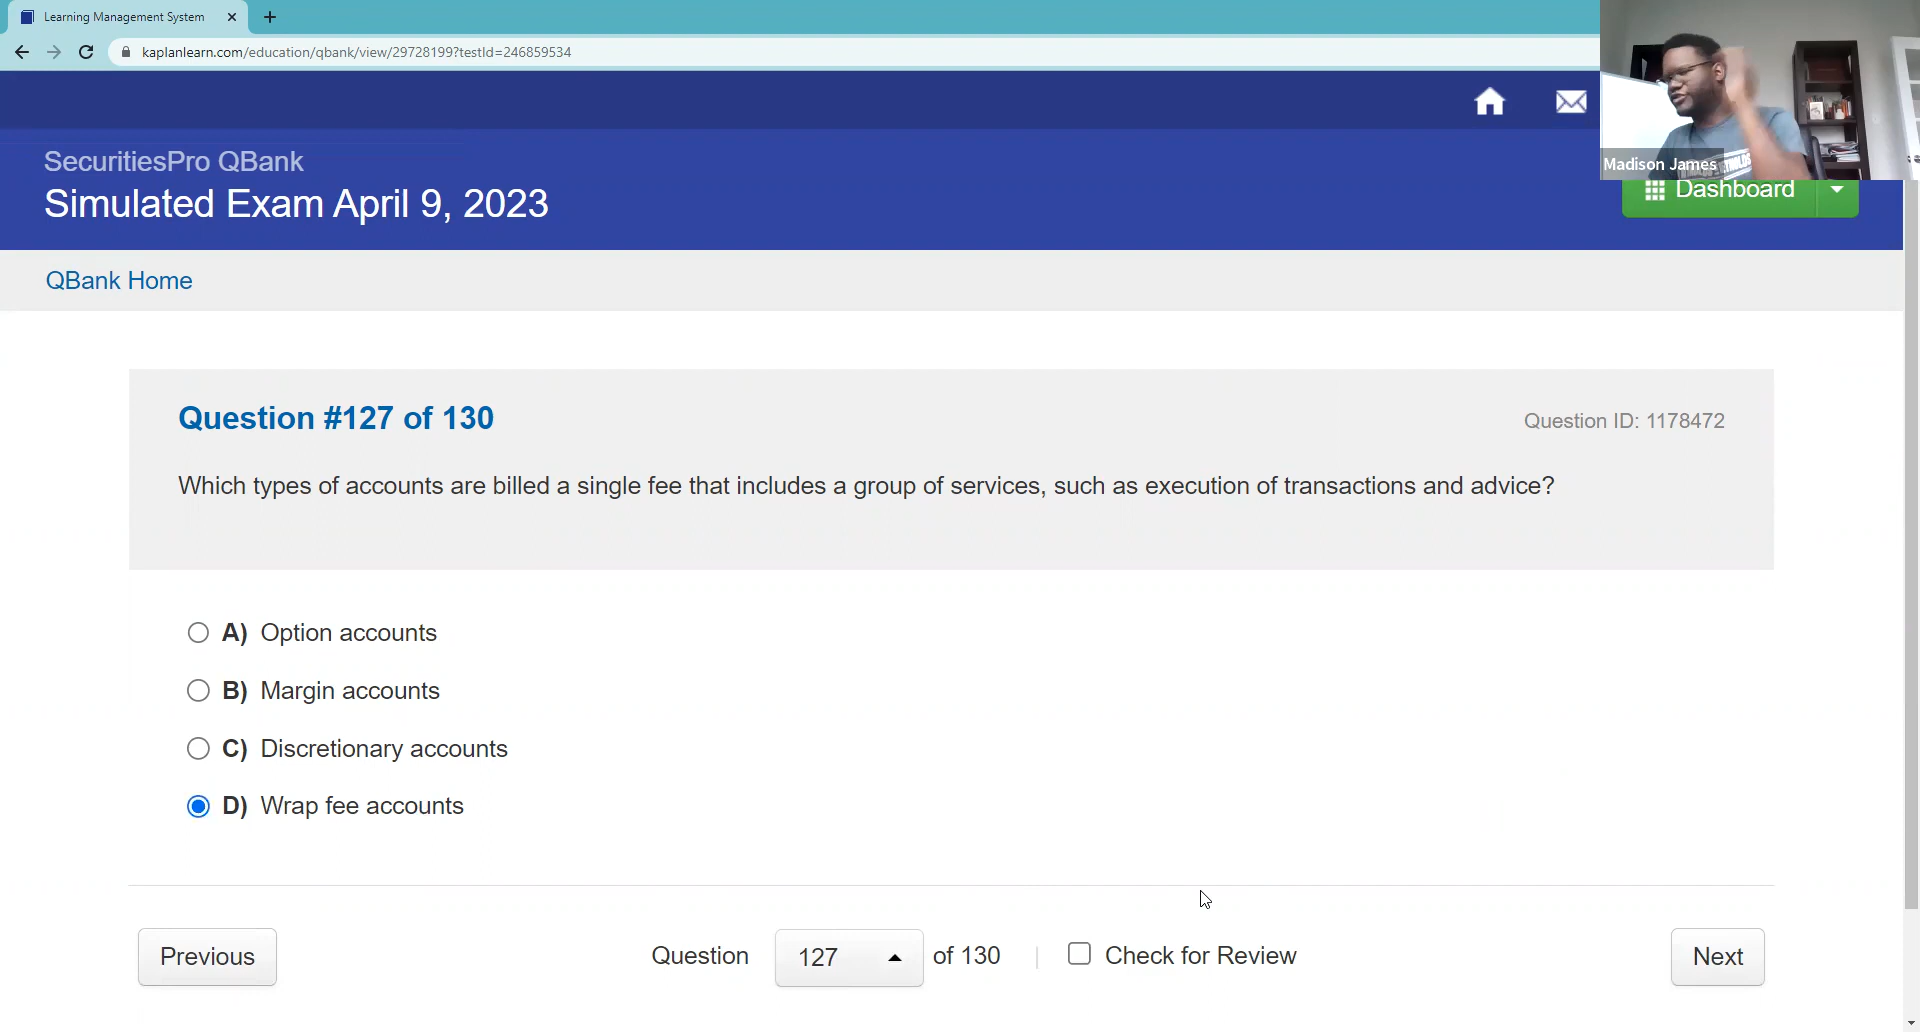 Learning Management System
kaplanlearn.com/education/qbank/view/29728199?testId=246859534
Madison James
SecuritiesPro QBank
Simulated Exam April 9, 2023
Dashboard
QBank Home
Question #127 of 130
Question ID: 1178472
Which types of accounts are billed a single fee that includes a group of services, such as execution of transactions and advice?
A) Option accounts
B) Margin accounts
C) Discretionary accounts
D) Wrap fee accounts
Previous
Question 127 of 130 | Check for Review
Next